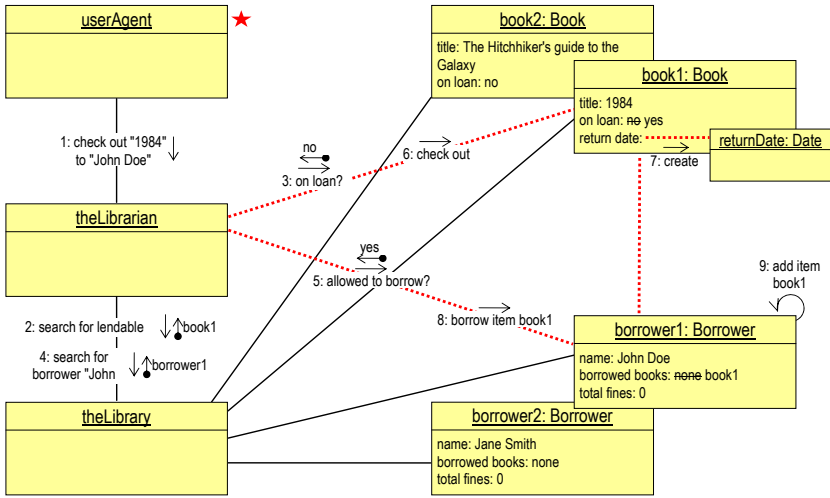 userAgent
book2: Book
title: The Hitchhiker's guide to the
Galaxy
on loan: no
book1: Book
title: 1984
on loan: no yes
return date:
returnDate: Date
7: create
1: check out "1984"
to "John Doe"
no
3: on loan?
6: check out
theLibrarian
yes
5: allowed to borrow?
8: borrow item book1
9: add item
book1
2: search for lendable
book1
4: search for
borrower "John
borrower1
borrower1: Borrower
name: John Doe
borrowed books: none book1
total fines: 0
theLibrary
borrower2: Borrower
name: Jane Smith
borrowed books: none
total fines: 0